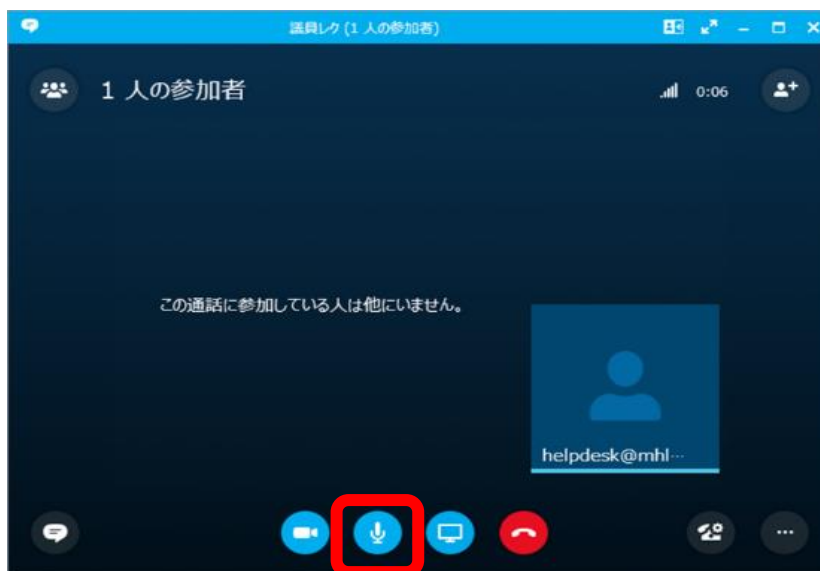 議員レク (1 人の参加者)
1 人の参加者
0:06
この通話に参加している人は他にいません。
helpdesk@mhl…